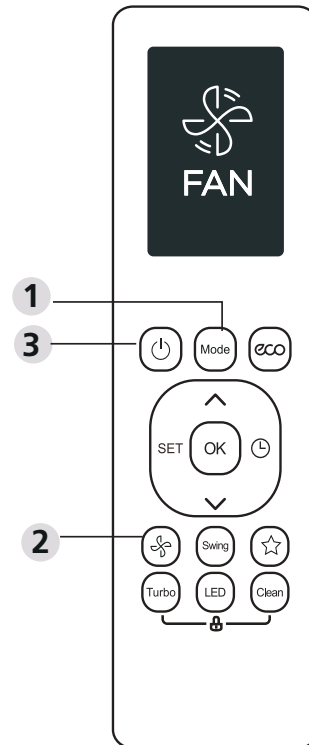 FAN
1
3
Mode
eco
SET
OK
2
Swing
Turbo
LED
Clean